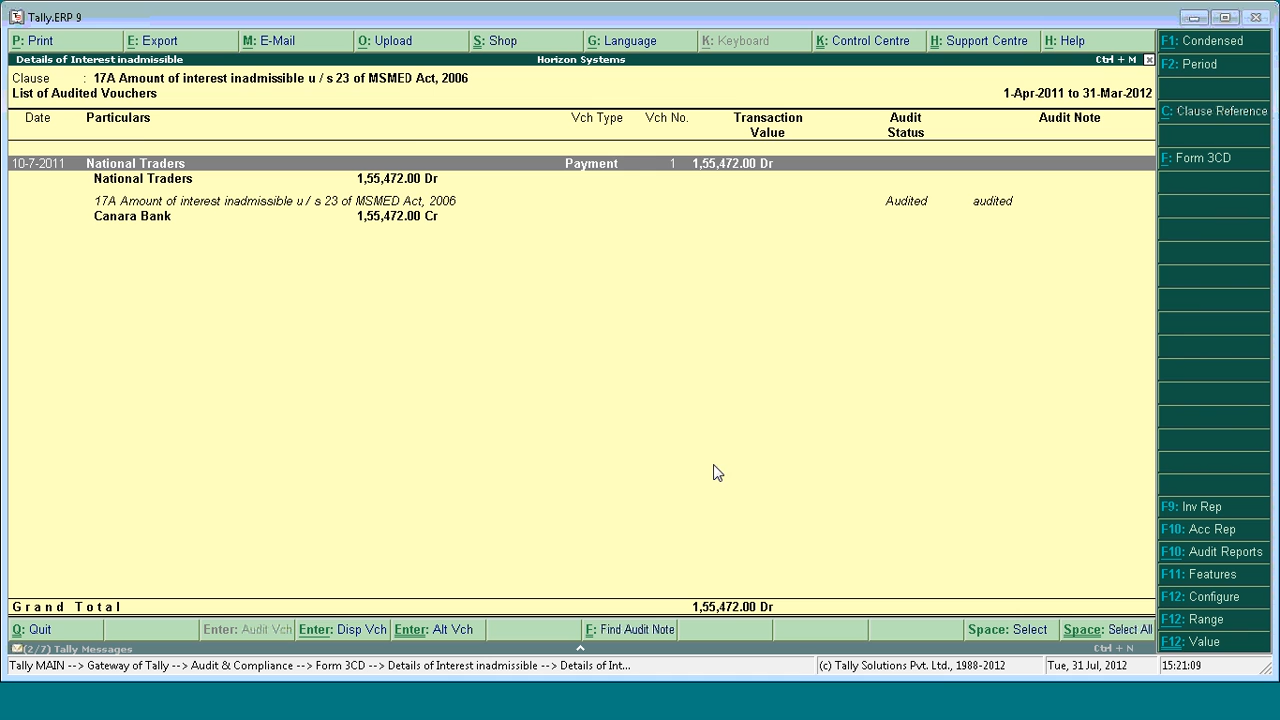 Tally.ERP 9
P: Print E: Export M: E-Mail O: Upload S: Shop G: Language K: Keyboard K: Control Centre H: Support Centre H: Help
Details of Interest inadmissible Horizon Systems Ctrl + M
Clause : 17A Amount of interest inadmissible u / s 23 of MSMED Act, 2006
List of Audited Vouchers 1-Apr-2011 to 31-Mar-2012
Date Particulars Vch Type Vch No. Transaction Value Audit Status Audit Note
10-7-2011 National Traders Payment 1 1,55,472.00 Dr
National Traders 1,55,472.00 Dr
17A Amount of interest inadmissible u / s 23 of MSMED Act, 2006 Audited audited
Canara Bank 1,55,472.00 Cr
Grand Total 1,55,472.00 Dr
Q: Quit Enter: Audit Vch Enter: Disp Vch Enter: Alt Vch F: Find Audit Note Space: Select Space: Select All
(2/7) Tally Messages Ctrl + N
Tally MAIN --> Gateway of Tally --> Audit & Compliance --> Form 3CD --> Details of Interest inadmissible --> Details of Int... (c) Tally Solutions Pvt. Ltd., 1988-2012 Tue, 31 Jul, 2012 15:21:09
F1: Condensed
F2: Period
C: Clause Reference
F: Form 3CD
F9: Inv Rep
F10: Acc Rep
F10: Audit Reports
F11: Features
F12: Configure
F12: Range
F12: Value